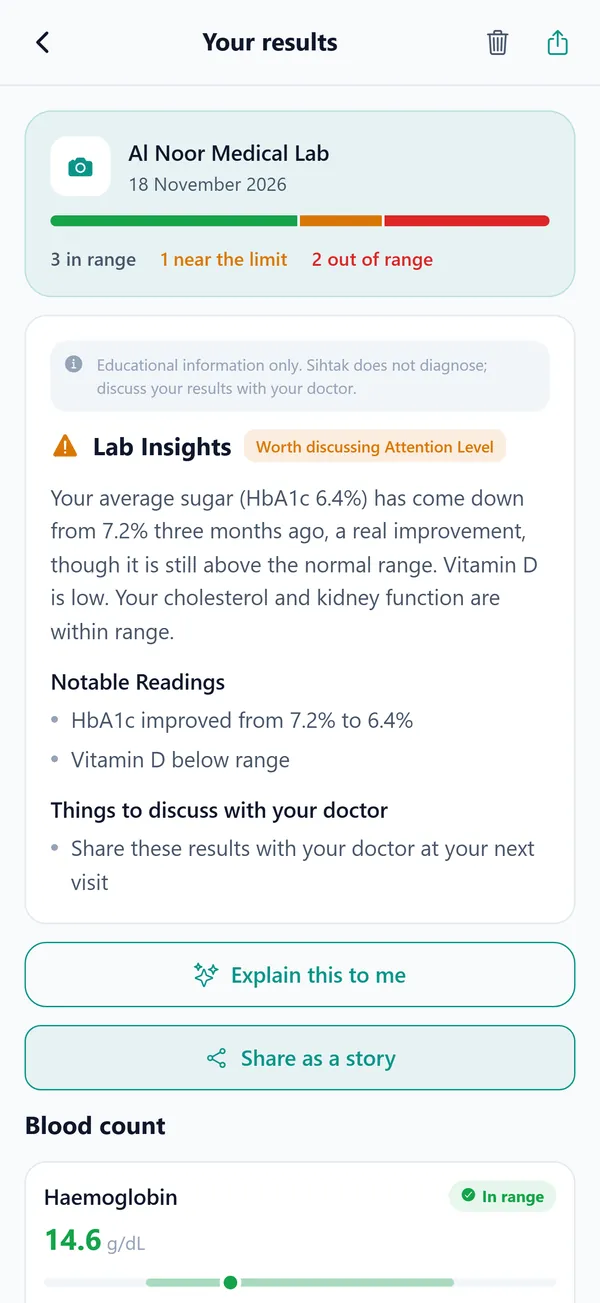 Your results
Al Noor Medical Lab
18 November 2026
3 in range 1 near the limit 2 out of range
Educational information only. Sihtak does not diagnose;
discuss your results with your doctor.
Lab Insights Worth discussing Attention Level
Your average sugar (HbA1c 6.4%) has come down
from 7.2% three months ago, a real improvement,
though it is still above the normal range. Vitamin D
is low. Your cholesterol and kidney function are
within range.
Notable Readings
• HbA1c improved from 7.2% to 6.4%
• Vitamin D below range
Things to discuss with your doctor
• Share these results with your doctor at your next
visit
Explain this to me
Share as a story
Blood count
Haemoglobin In range
14.6 g/dL